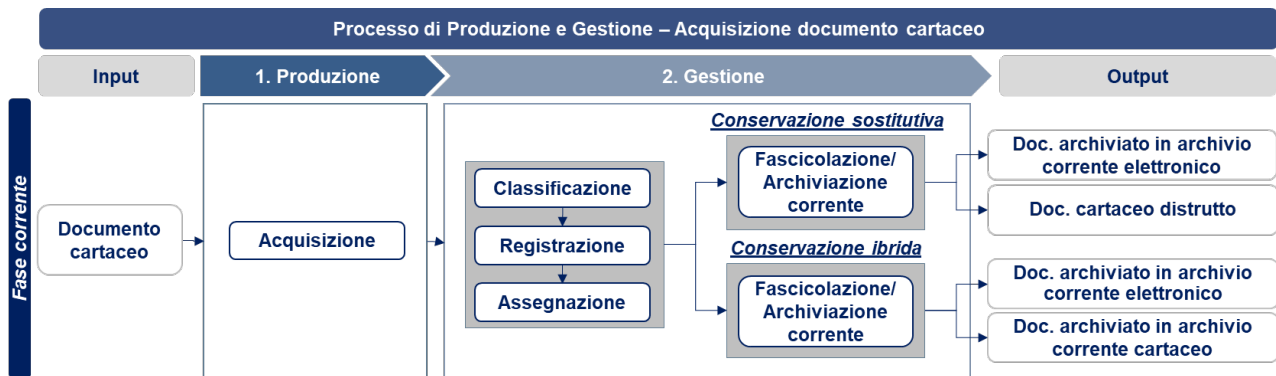 Processo di Produzione e Gestione – Acquisizione documento cartaceo
Input
1. Produzione
2. Gestione
Output
Fase corrente
Documento
cartaceo
Acquisizione
Classificazione
Registrazione
Assegnazione
Conservazione sostitutiva
Fascicolazione/
Archiviazione
corrente
Conservazione ibrida
Fascicolazione/
Archiviazione
corrente
Doc. archiviato in archivio
corrente elettronico
Doc. cartaceo distrutto
Doc. archiviato in archivio
corrente elettronico
Doc. archiviato in archivio
corrente cartaceo